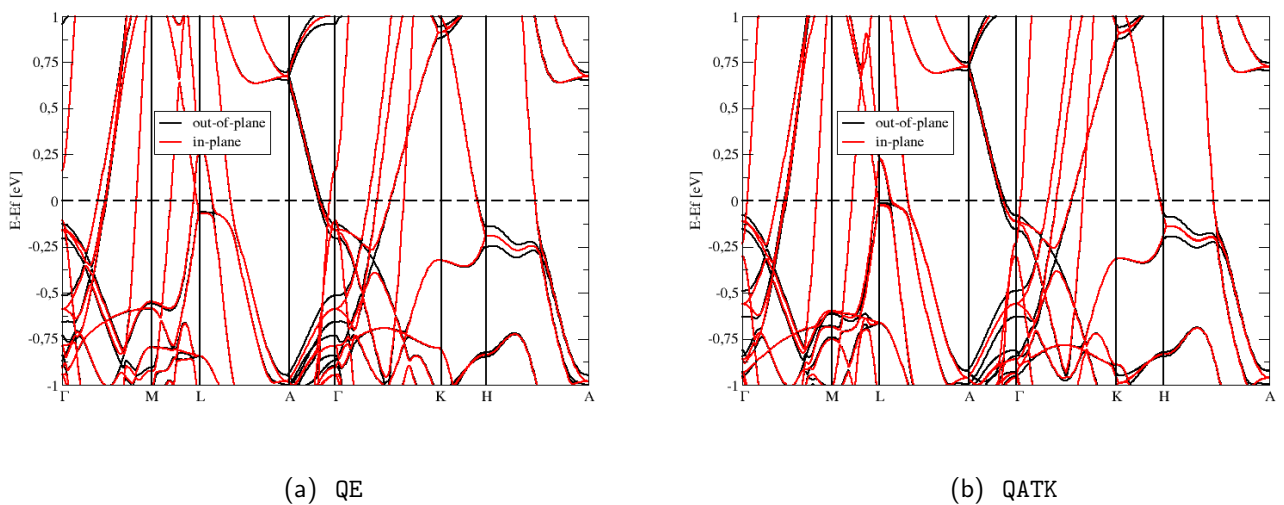 1
0,75
0,5
0,25
0
-0,25
-0,5
-0,75
-1
E-Ef [eV]
out-of-plane
in-plane
Γ M L A Γ K H A
(a) QE
1
0,75
0,5
0,25
0
-0,25
-0,5
-0,75
-1
E-Ef [eV]
out-of-plane
in-plane
Γ M L A Γ K H A
(b) QATK